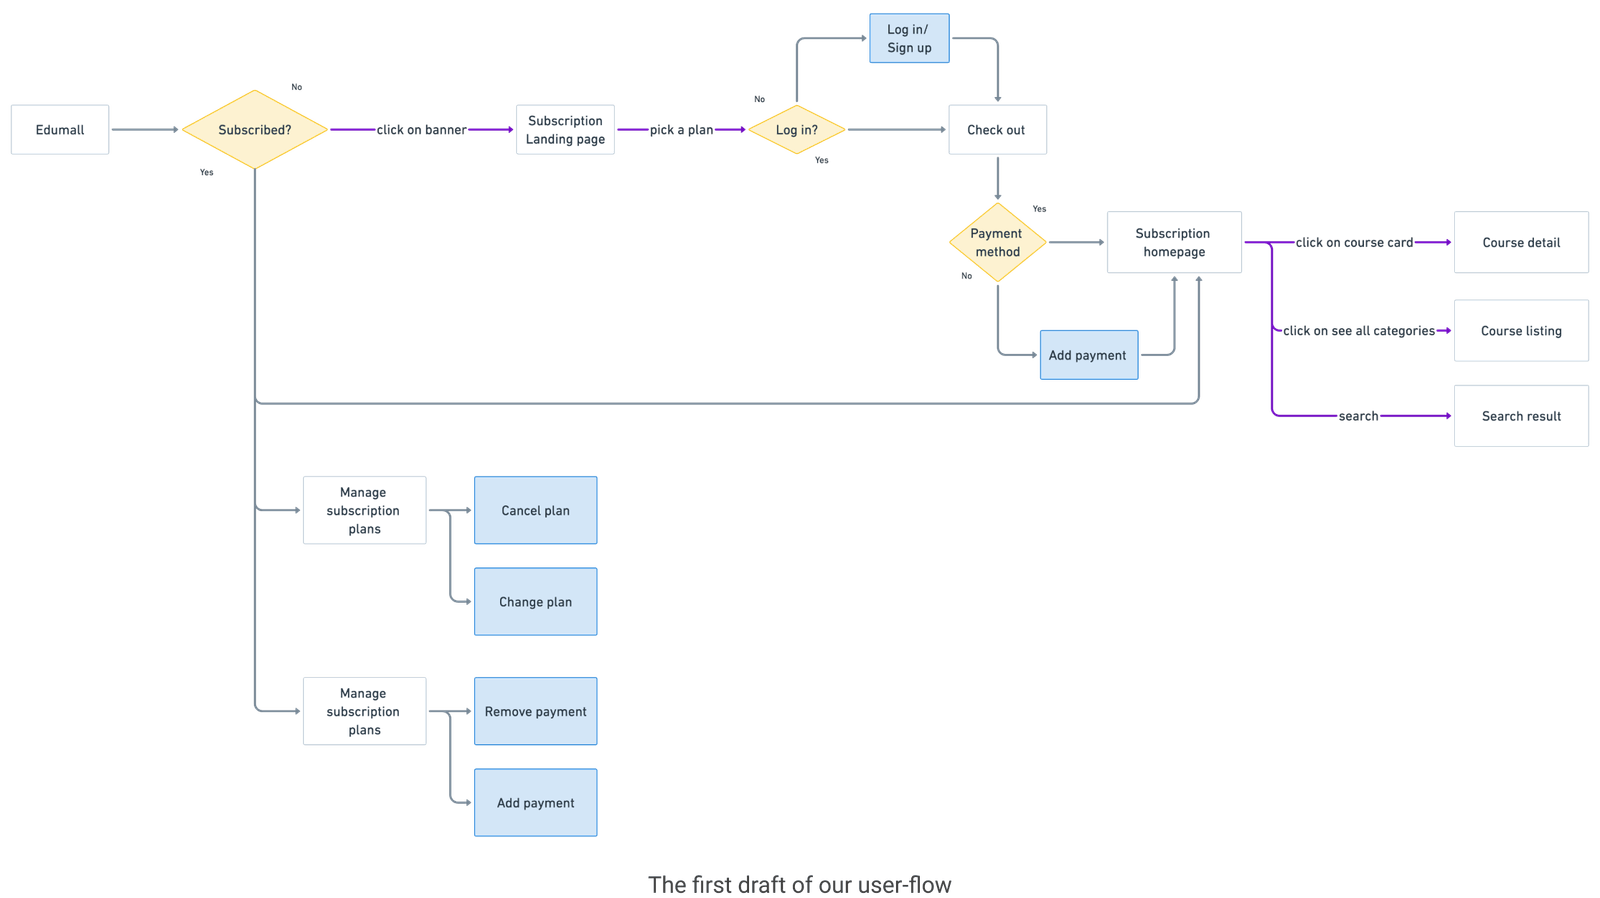 Log in/
Sign up
No
No
Edumall
Subscribed?
click on banner
Subscription
Landing page
pick a plan
Log in?
Check out
Yes
Yes
Yes
Payment
method
No
Subscription
homepage
click on course card
Course detail
click on see all categories
Course listing
Add payment
search
Search result
Manage
subscription
plans
Cancel plan
Change plan
Manage
subscription
plans
Remove payment
Add payment
The first draft of our user-flow